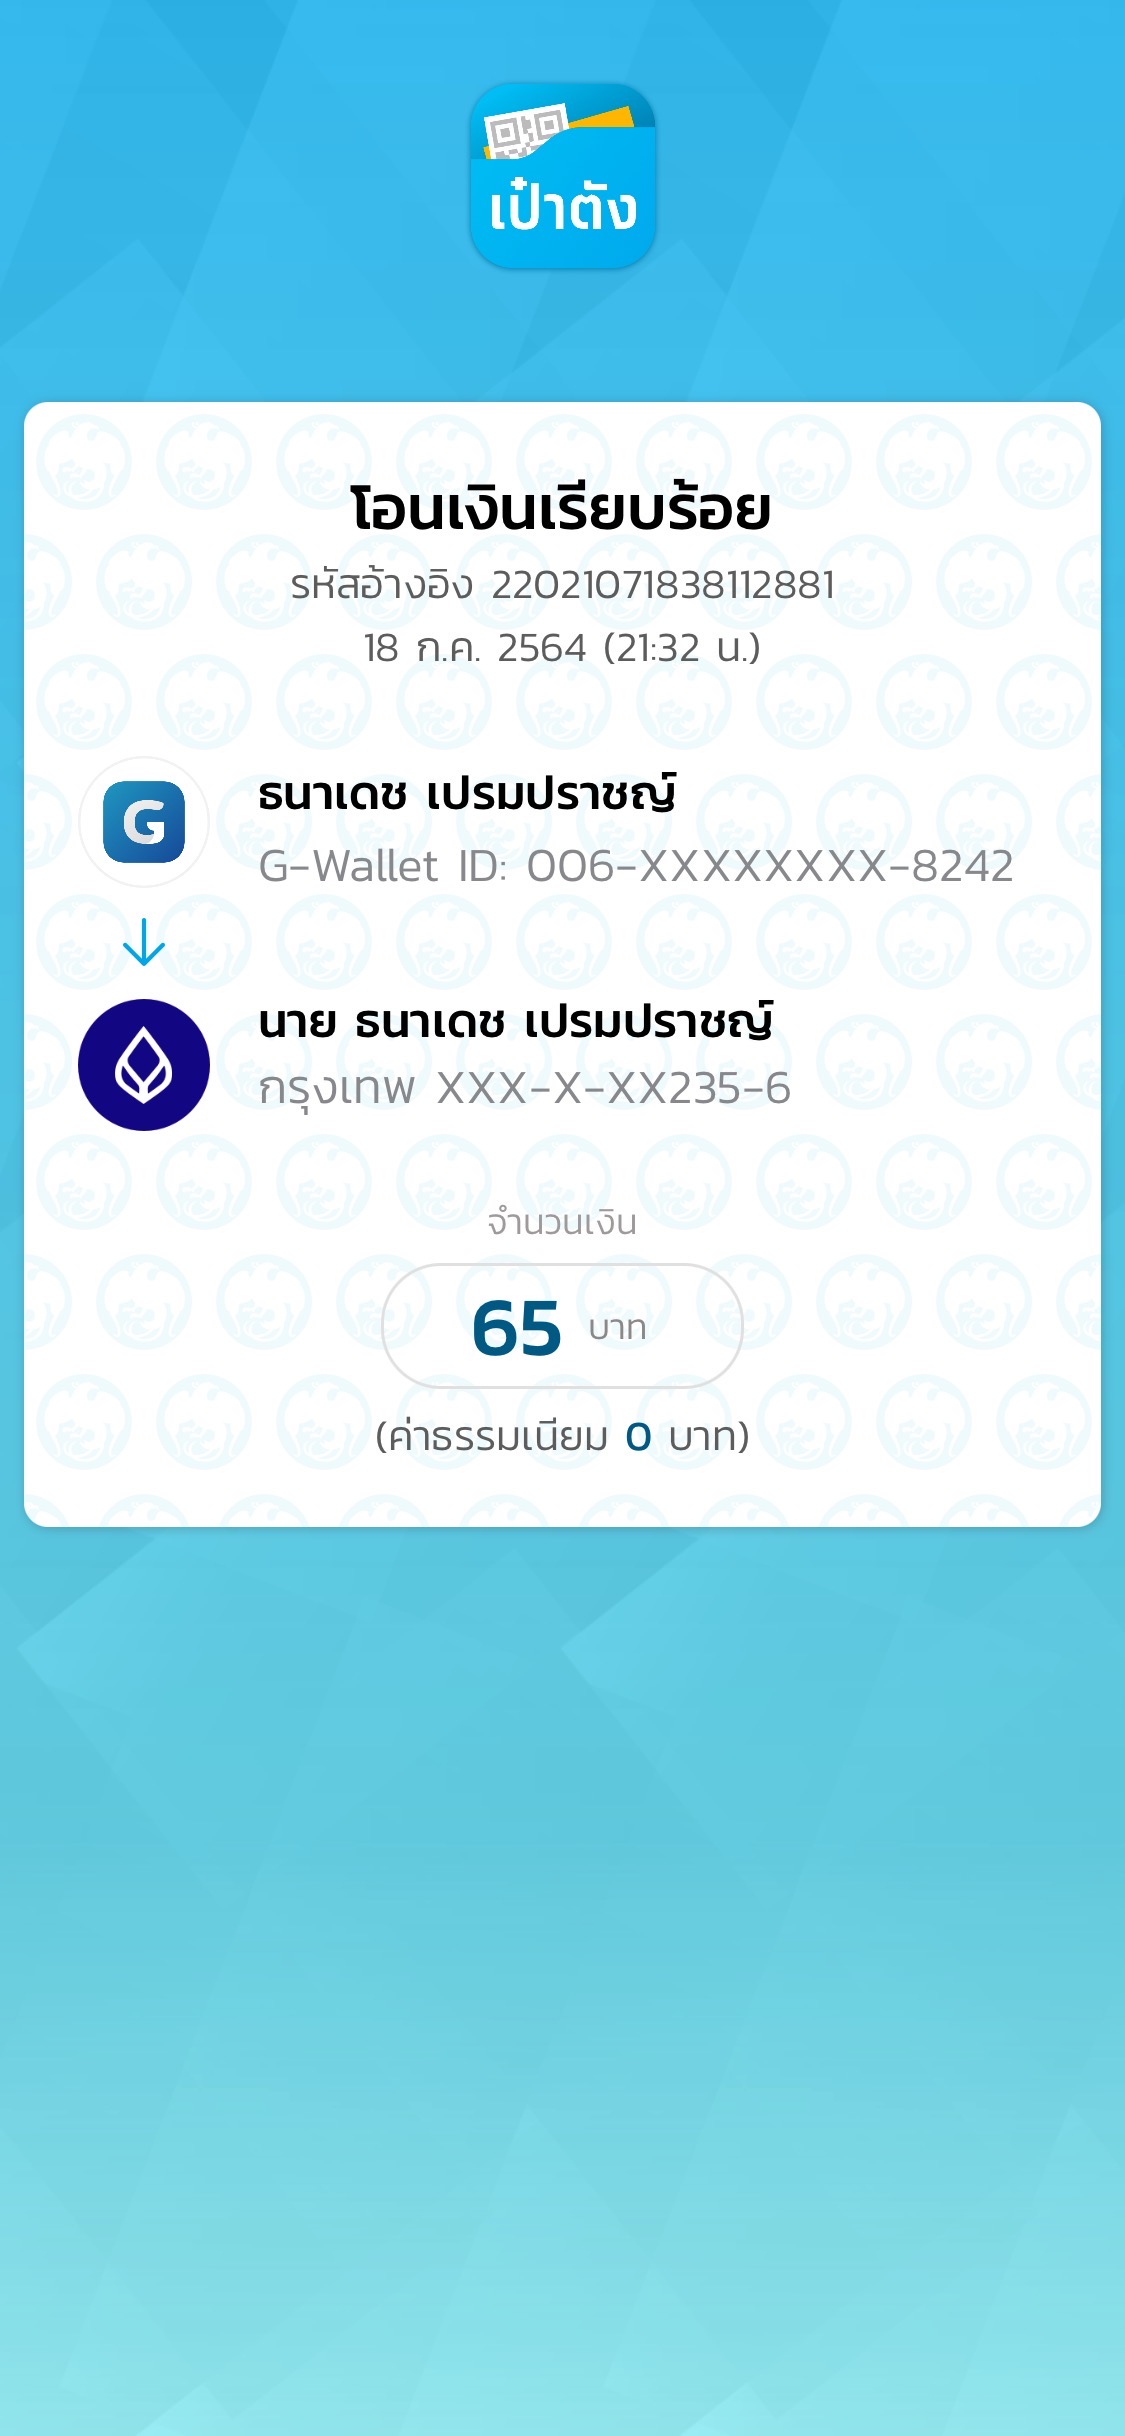 เป๋าตัง
โอนเงินเรียบร้อย
รหัสอ้างอิง 22021071838112881
18 ก.ค. 2564 (21:32 น.)
G
ธนาเดช เปรมปราชญ์
G-Wallet ID: 006-XXXXXXXX-8242
นาย ธนาเดช เปรมปราชญ์
กรุงเทพ XXX-X-XX235-6
จำนวนเงิน
65 บาท
(ค่าธรรมเนียม 0 บาท)